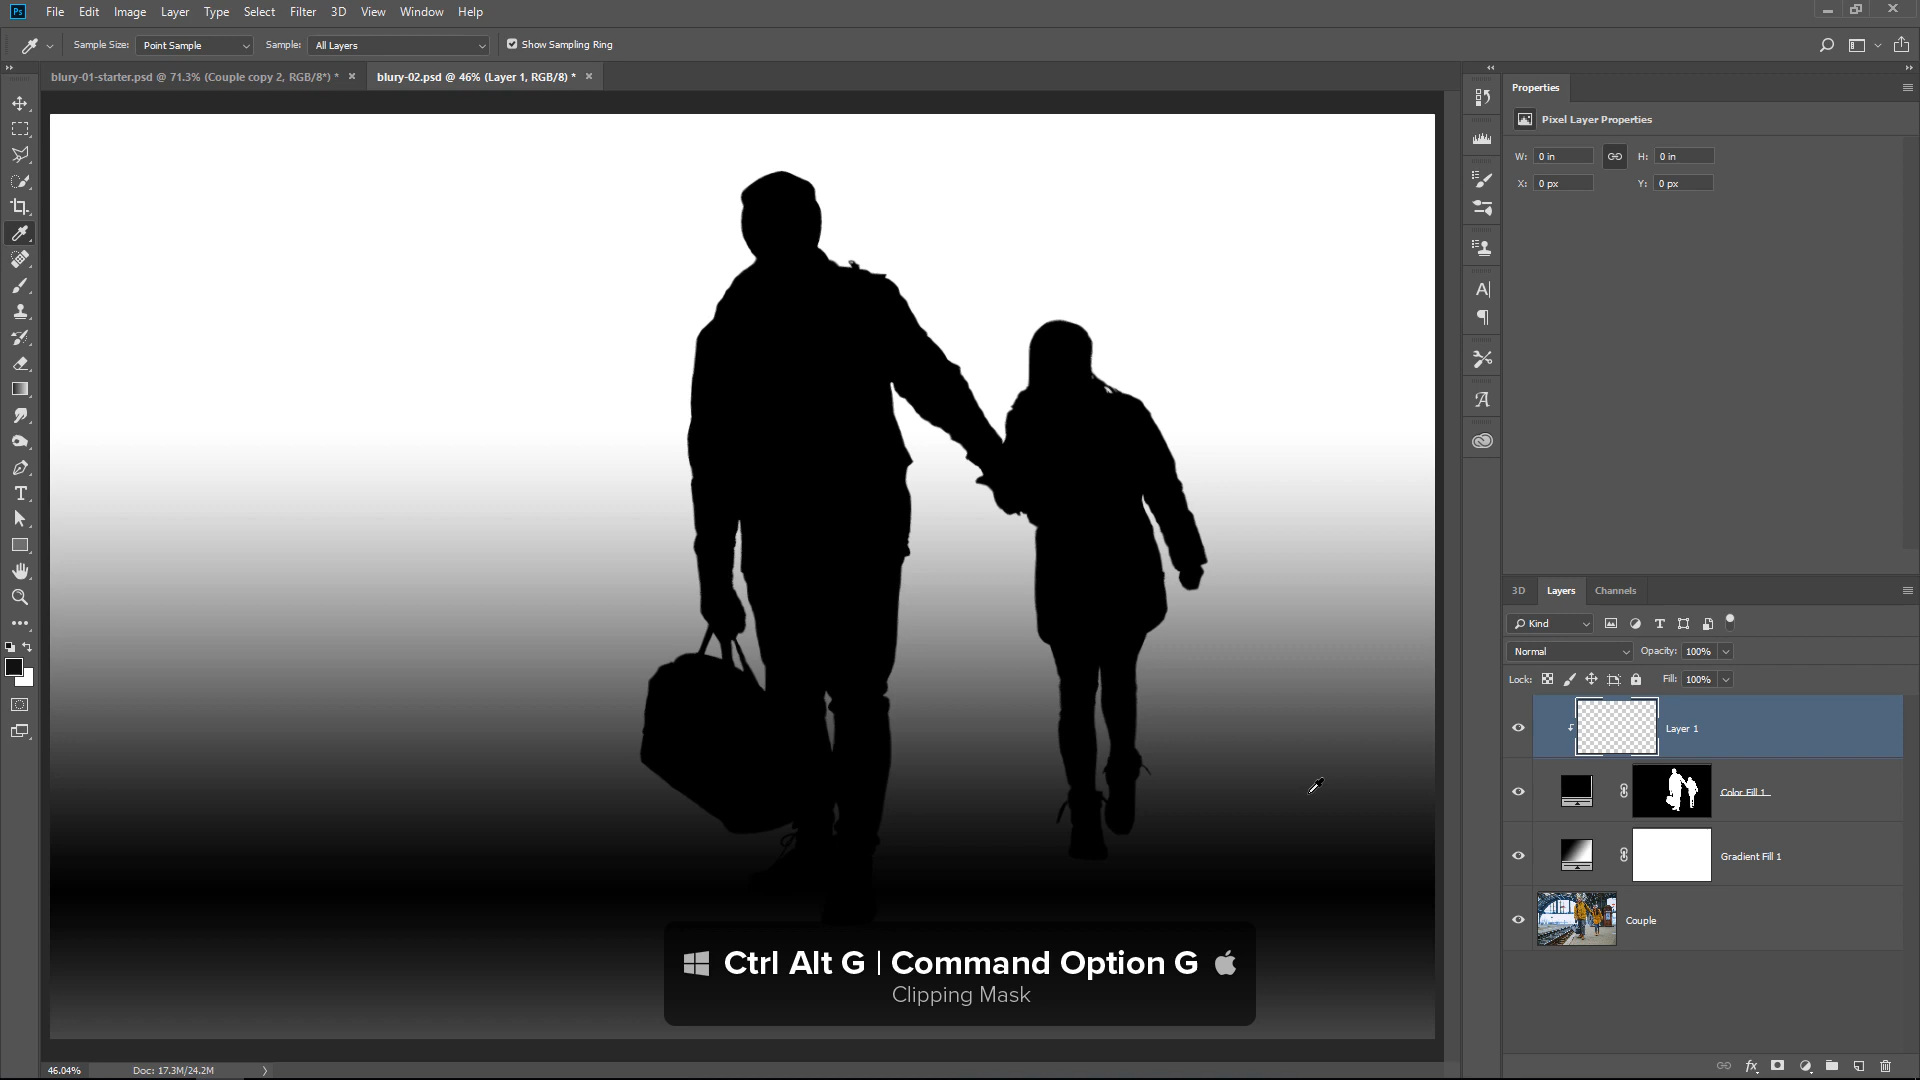 Ps File Edit Image Layer Type Select Filter 3D View Window Help
Sample Size: Point Sample Sample: All Layers Show Sampling Ring
blury-01-starter.psd @ 71.3% (Couple copy 2, RGB/8*) * blury-02.psd @ 46% (Layer 1, RGB/8) *
Properties
Pixel Layer Properties
W: 0 in H: 0 in
X: 0 px Y: 0 px
3D Layers Channels
Kind
Normal Opacity: 100%
Lock: Fill: 100%
Layer 1
Color Fill 1
Gradient Fill 1
Couple
Ctrl Alt G | Command Option G
Clipping Mask
46.04% Doc: 17.3M/24.2M